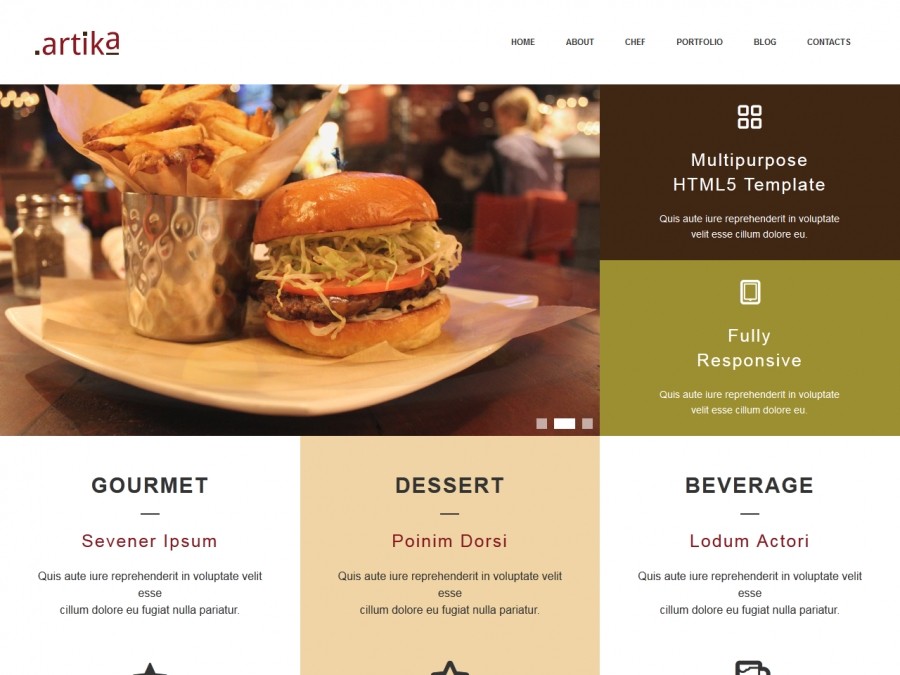 .artika
HOME ABOUT CHEF PORTFOLIO BLOG CONTACTS
Multipurpose
HTML5 Template
Quis aute iure reprehenderit in voluptate
velit esse cillum dolore eu.
Fully
Responsive
Quis aute iure reprehenderit in voluptate
velit esse cillum dolore eu.
GOURMET
Sevener Ipsum
Quis aute iure reprehenderit in voluptate velit
esse
cillum dolore eu fugiat nulla pariatur.
DESSERT
Poinim Dorsi
Quis aute iure reprehenderit in voluptate velit
esse
cillum dolore eu fugiat nulla pariatur.
BEVERAGE
Lodum Actori
Quis aute iure reprehenderit in voluptate velit
esse
cillum dolore eu fugiat nulla pariatur.